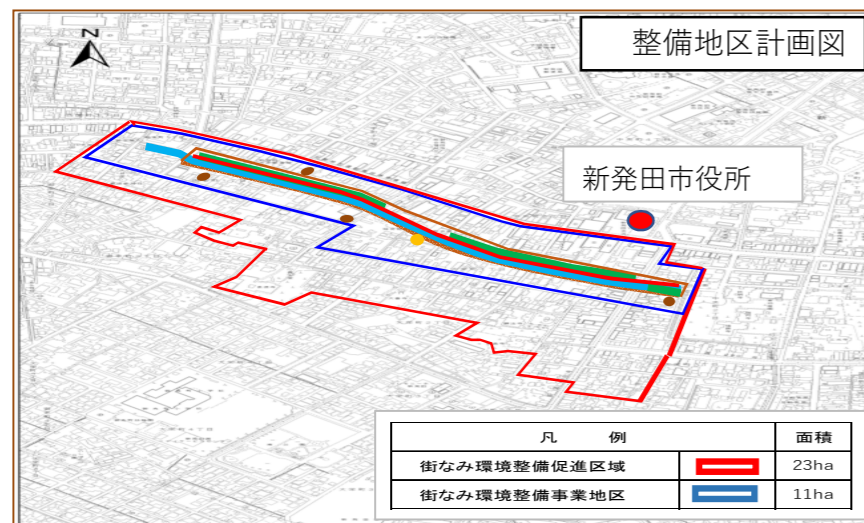 整備地区計画図
N
新発田市役所
凡 例 面積
街なみ環境整備促進区域 23ha
街なみ環境整備事業地区 11ha